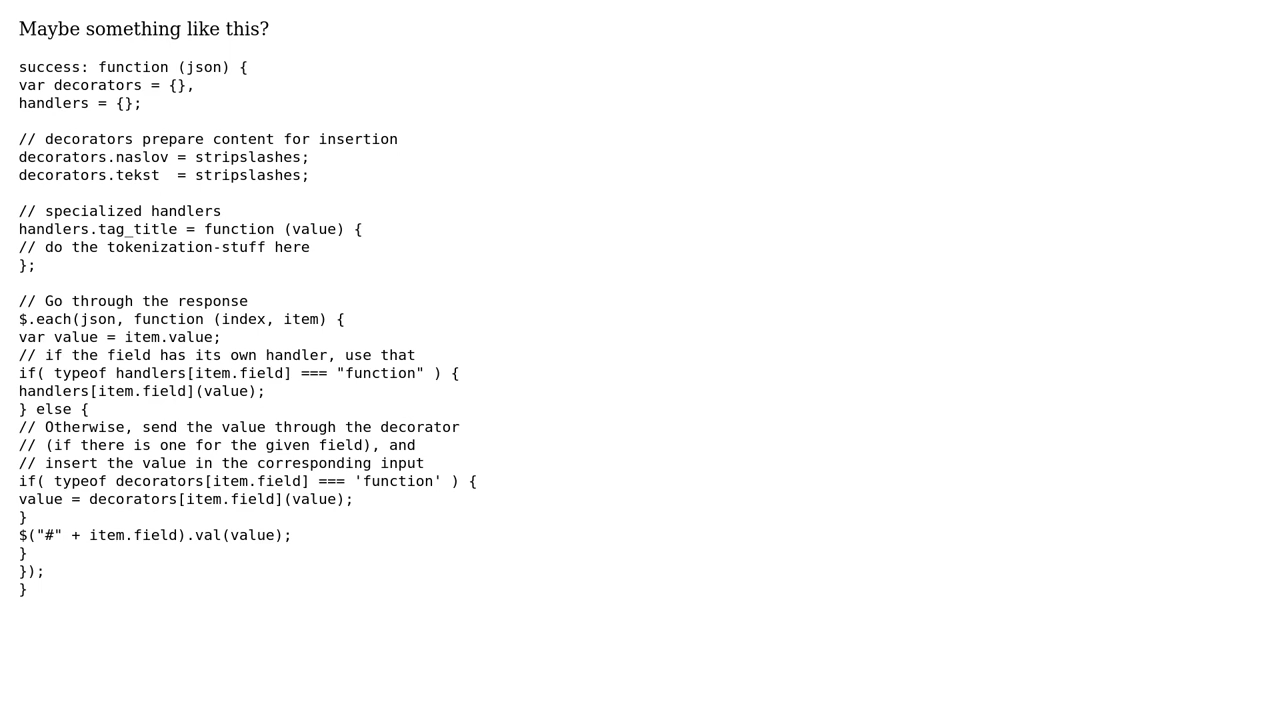 Maybe something like this?
success: function (json) {
var decorators = {},
handlers = {};
// decorators prepare content for insertion
decorators.naslov = stripslashes;
decorators.tekst  = stripslashes;
// specialized handlers
handlers.tag_title = function (value) {
// do the tokenization-stuff here
};
// Go through the response
$.each(json, function (index, item) {
var value = item.value;
// if the field has its own handler, use that
if( typeof handlers[item.field] === "function" ) {
handlers[item.field](value);
} else {
// Otherwise, send the value through the decorator
// (if there is one for the given field), and
// insert the value in the corresponding input
if( typeof decorators[item.field] === 'function' ) {
value = decorators[item.field](value);
}
$("#" + item.field).val(value);
}
});
}